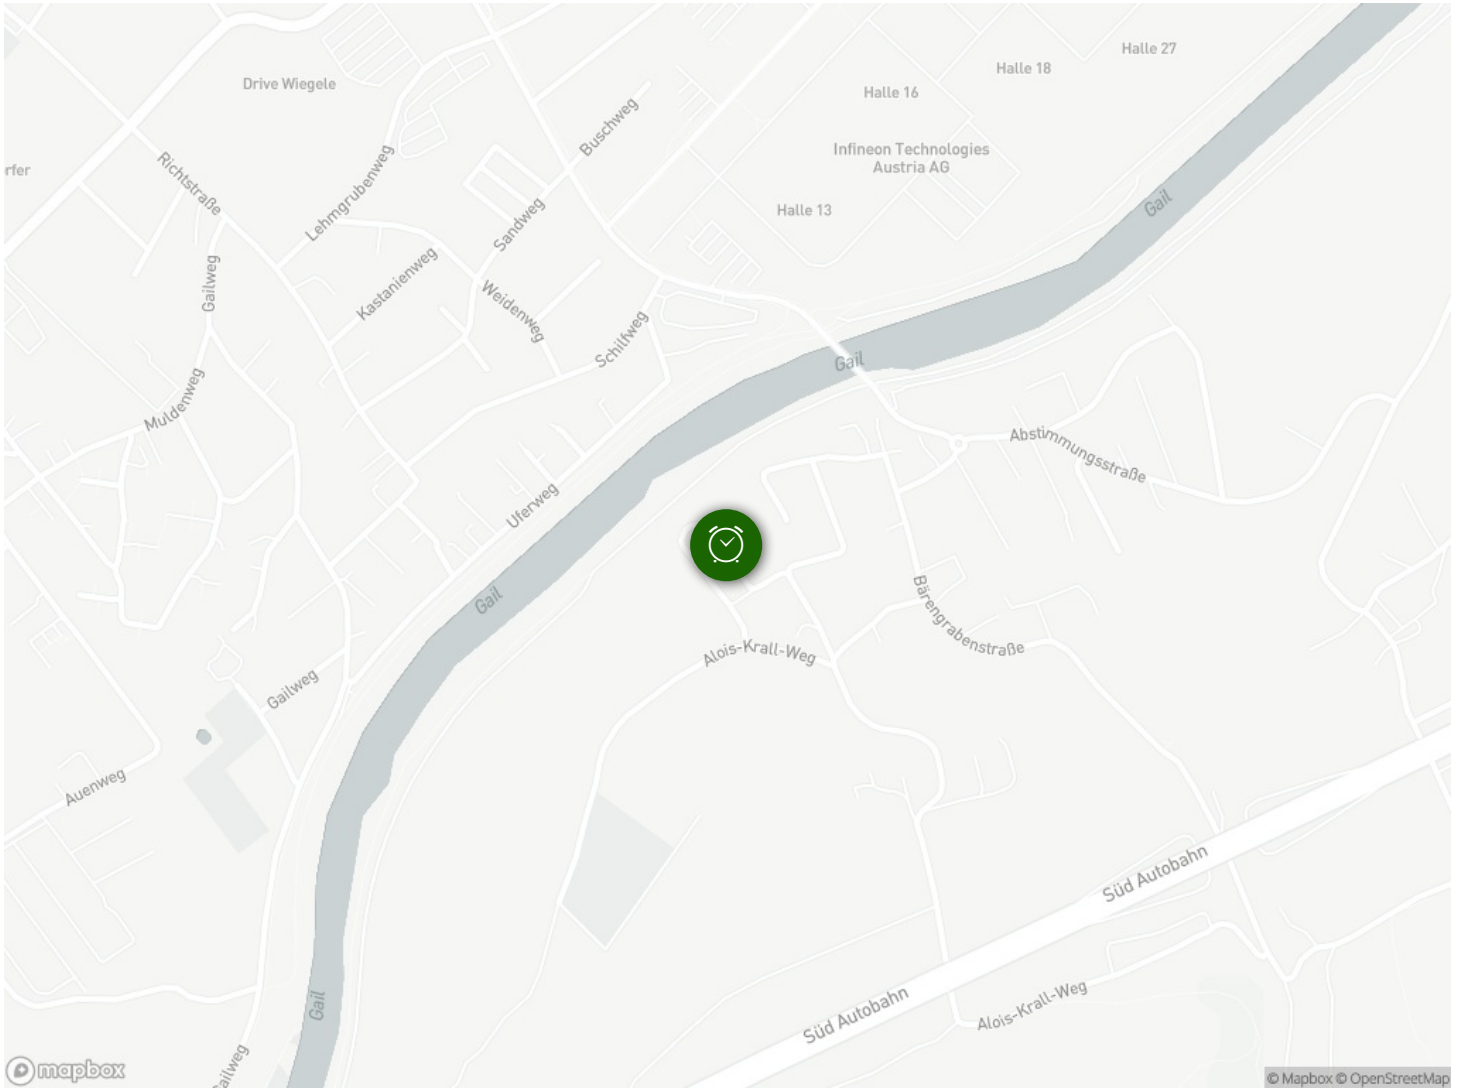 Halle 27
Halle 18
Drive Wiegele
Halle 16
Buschweg
Infineon Technologies
Austria AG
rfer
Richtstraße
Lehmgrubenweg
Gail
Halle 13
Sandweg
Gailweg
Kastanienweg
Weidenweg
Schilfweg
Gail
Muldenweg
Abstimmungsstraße
Uferweg
Gail
Bärengrabenstraße
Alois-Krall-Weg
Gailweg
Auenweg
Süd Autobahn
Gail
Süd Autobahn
Alois-Krall-Weg
ailweg
mapbox
© Mapbox © OpenStreetMap